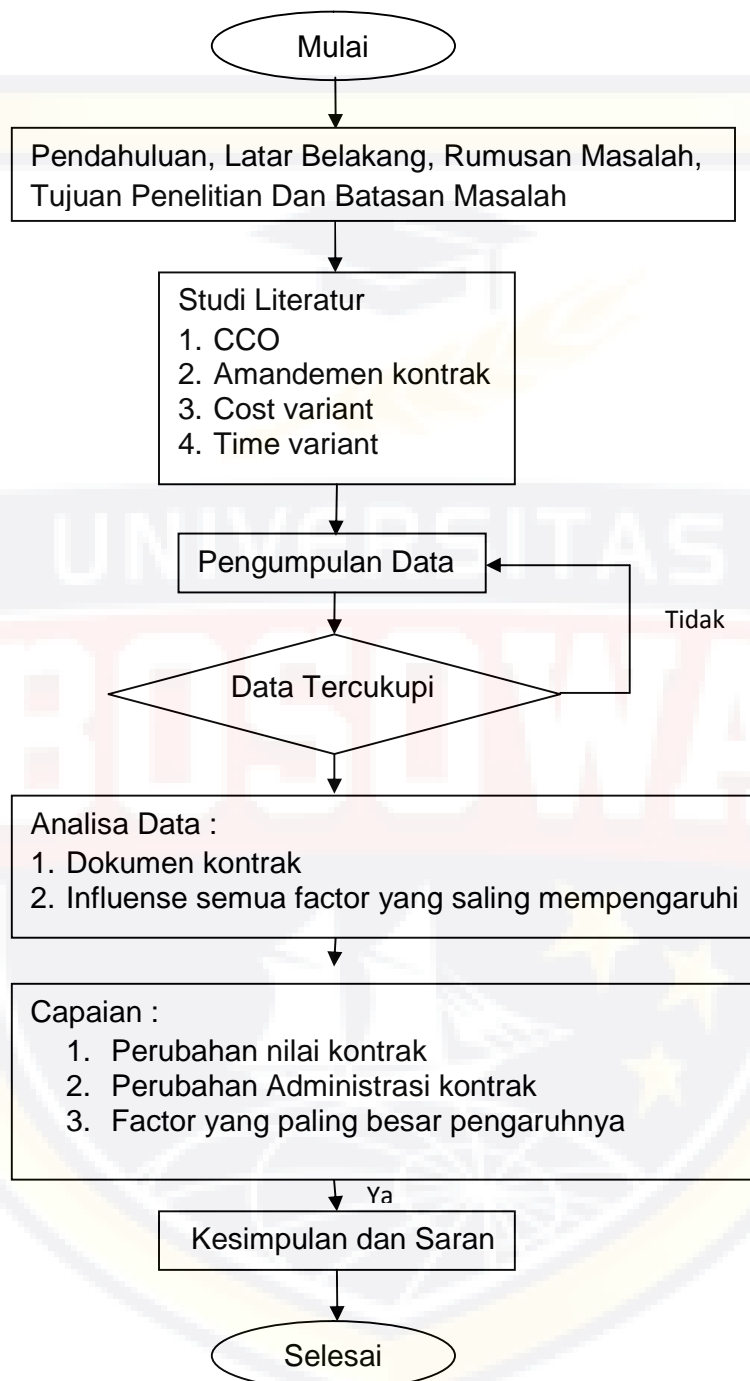 Mulai
Pendahuluan, Latar Belakang, Rumusan Masalah,
Tujuan Penelitian Dan Batasan Masalah
Studi Literatur
1. CCO
2. Amandemen kontrak
3. Cost variant
4. Time variant
UNIVERSITAS
Pengumpulan Data
Tidak
BOSOWA
Data Tercukupi
Analisa Data :
1. Dokumen kontrak
2. Influense semua factor yang saling mempengaruhi
Capaian :
1. Perubahan nilai kontrak
2. Perubahan Administrasi kontrak
3. Factor yang paling besar pengaruhnya
Ya
Kesimpulan dan Saran
Selesai